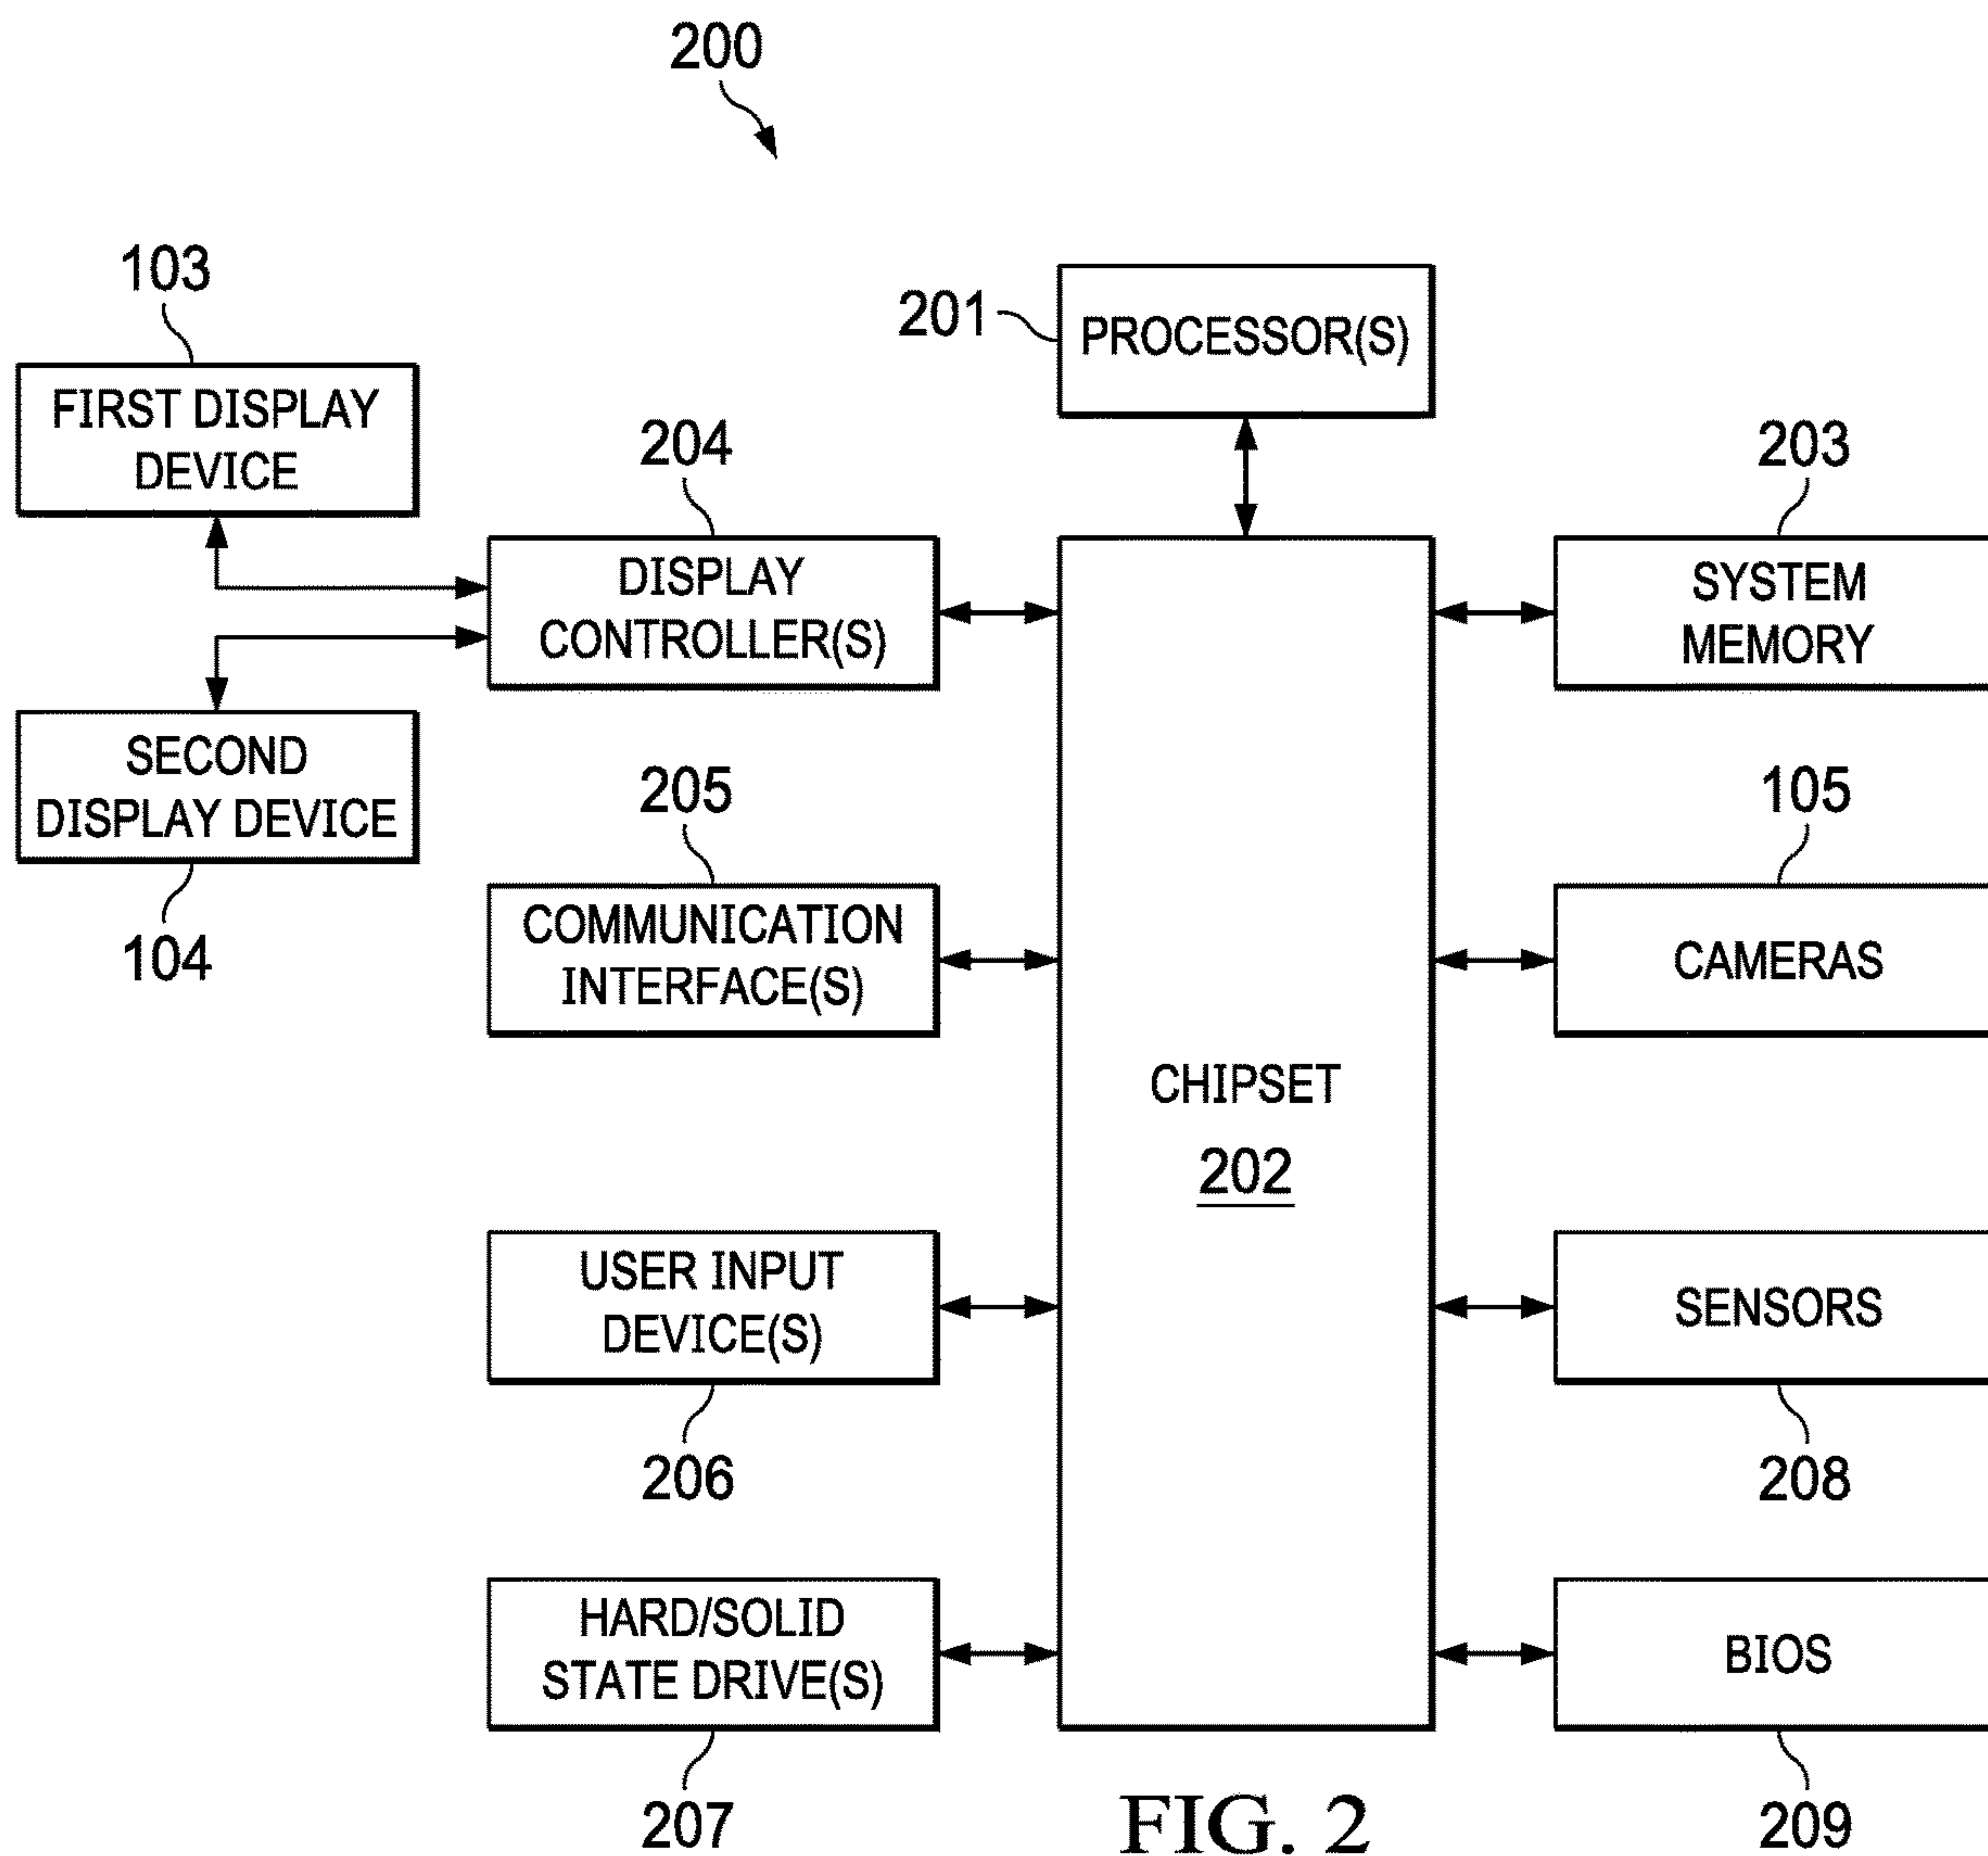 200
103
FIRST DISPLAY
DEVICE
201
PROCESSOR(S)
204
DISPLAY
CONTROLLER(S)
203
SYSTEM
MEMORY
SECOND
DISPLAY DEVICE
104
205
COMMUNICATION
INTERFACE(S)
105
CAMERAS
CHIPSET
202
USER INPUT
DEVICE(S)
206
SENSORS
208
HARD/SOLID
STATE DRIVE(S)
207
BIOS
209
FIG. 2